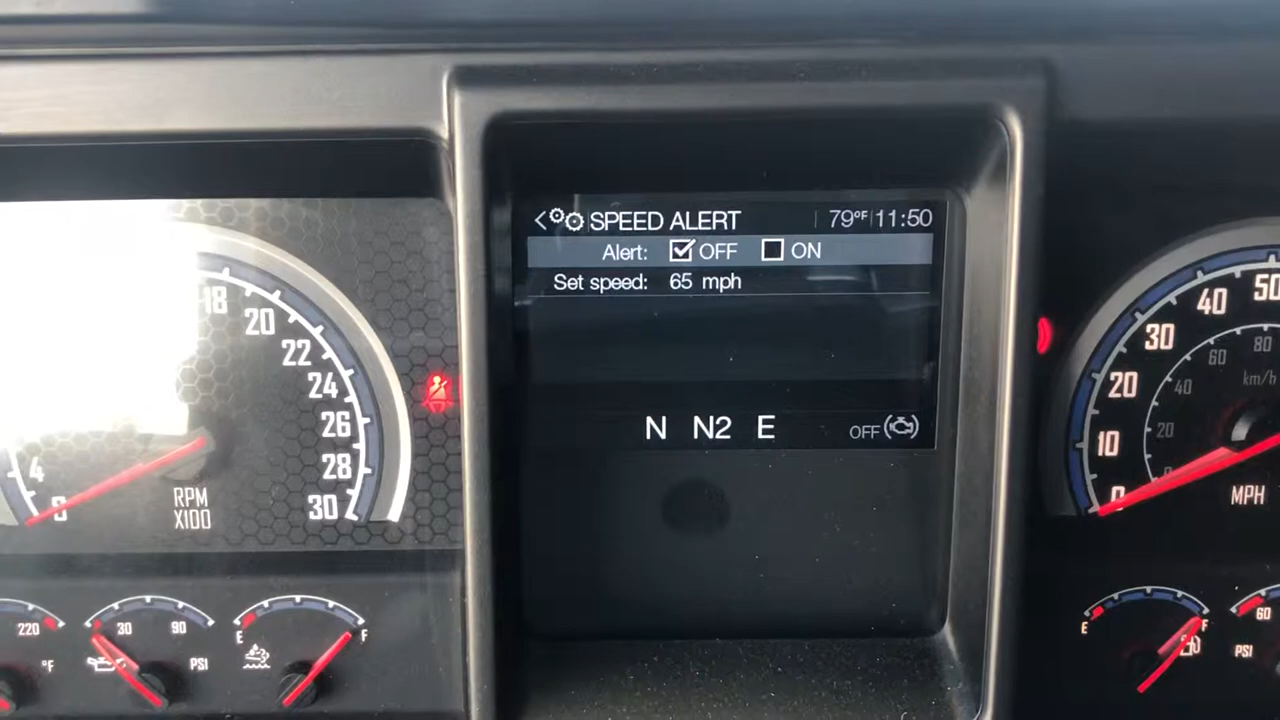 < SPEED ALERT 79°F 11:50
Alert: OFF ON
Set speed: 65 mph
N N2 E OFF
18
20
22
24
26
28
30
4
0
RPM
X100
0
10
20
30
40
50
0
20
40
60
80
km/h
MPH
220
°F
30 90
PSI
E F
E F
60
PSI